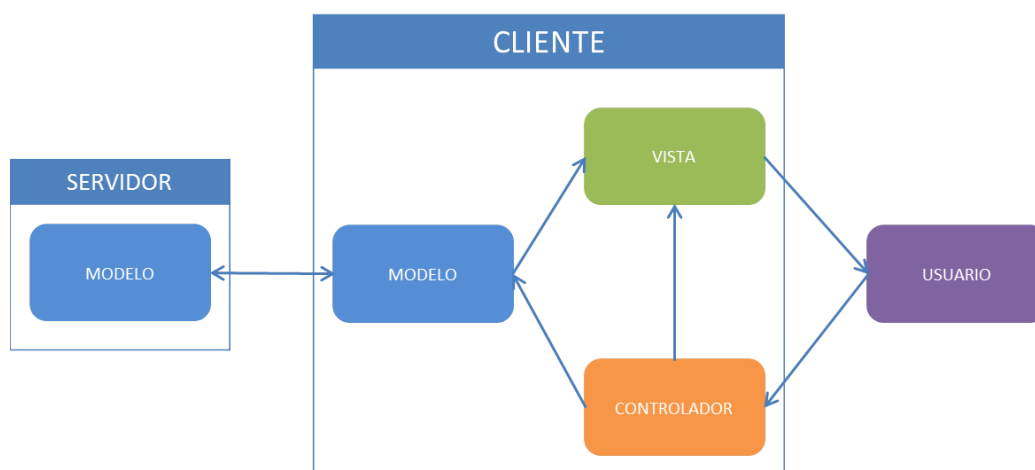 CLIENTE
SERVIDOR
VISTA
MODELO
MODELO
USUARIO
CONTROLADOR